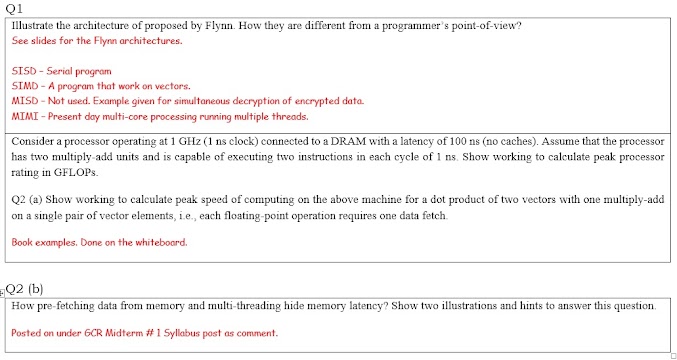 Q1
Illustrate the architecture of proposed by Flynn. How they are different from a programmer's point-of-view?
See slides for the Flynn architectures.
SISD – Serial program
SIMD – A program that work on vectors.
MISD – Not used. Example given for simultaneous decryption of encrypted data.
MIMI – Present day multi-core processing running multiple threads.
Consider a processor operating at 1 GHz (1 ns clock) connected to a DRAM with a latency of 100 ns (no caches). Assume that the processor
has two multiply-add units and is capable of executing two instructions in each cycle of 1 ns. Show working to calculate peak processor
rating in GFLOPs.
Q2 (a) Show working to calculate peak speed of computing on the above machine for a dot product of two vectors with one multiply-add
on a single pair of vector elements, i.e., each floating-point operation requires one data fetch.
Book examples. Done on the whiteboard.
Q2 (b)
How pre-fetching data from memory and multi-threading hide memory latency? Show two illustrations and hints to answer this question.
Posted on under GCR Midterm # 1 Syllabus post as comment.